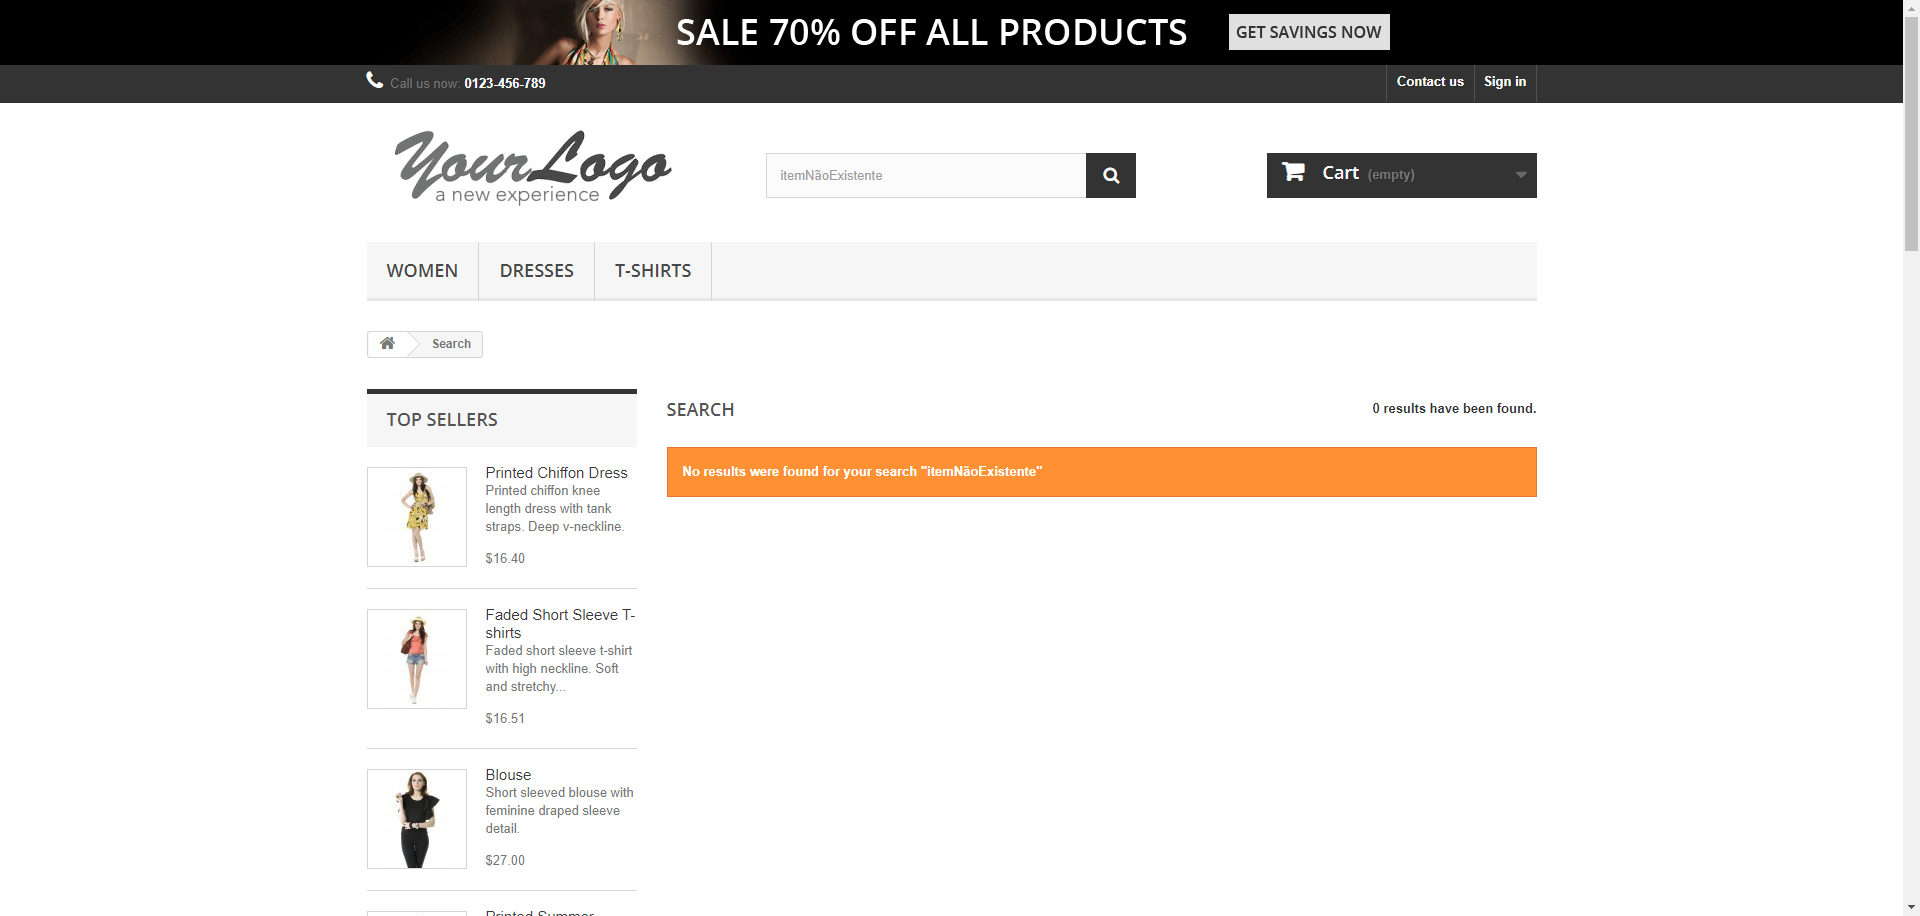 SALE 70% OFF ALL PRODUCTS GET SAVINGS NOW
Call us now: 0123-456-789
Contact us
Sign in
YourLogo
a new experience
itemNãoExistente
Cart (empty)
WOMEN
DRESSES
T-SHIRTS
Search
TOP SELLERS
Printed Chiffon Dress
Printed chiffon knee
length dress with tank
straps. Deep v-neckline.
$16.40
Faded Short Sleeve T-
shirts
Faded short sleeve t-shirt
with high neckline. Soft
and stretchy...
$16.51
Blouse
Short sleeved blouse with
feminine draped sleeve
detail.
$27.00
Printed Summer
SEARCH
0 results have been found.
No results were found for your search "itemNãoExistente"